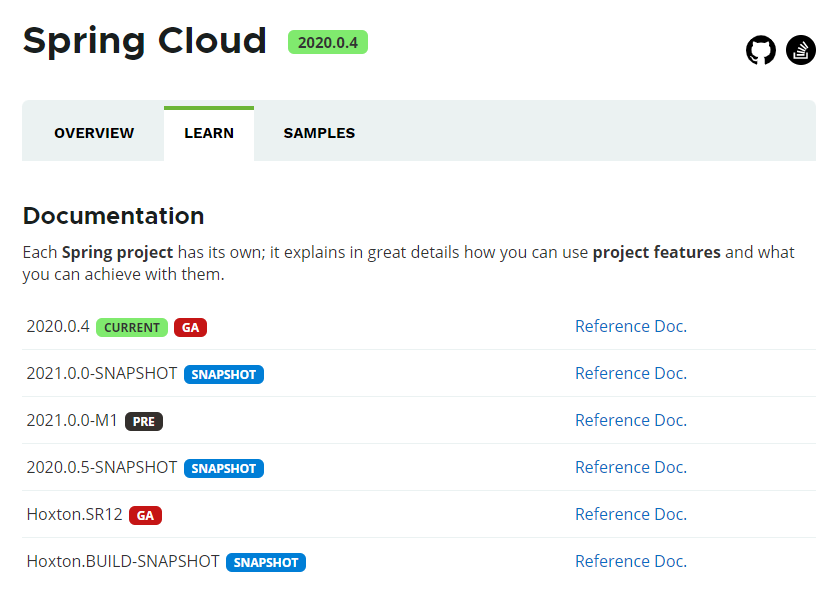 Spring Cloud 2020.0.4
OVERVIEW LEARN SAMPLES
Documentation
Each Spring project has its own; it explains in great details how you can use project features and what
you can achieve with them.
2020.0.4 CURRENT GA Reference Doc.
2021.0.0-SNAPSHOT SNAPSHOT Reference Doc.
2021.0.0-M1 PRE Reference Doc.
2020.0.5-SNAPSHOT SNAPSHOT Reference Doc.
Hoxton.SR12 GA Reference Doc.
Hoxton.BUILD-SNAPSHOT SNAPSHOT Reference Doc.